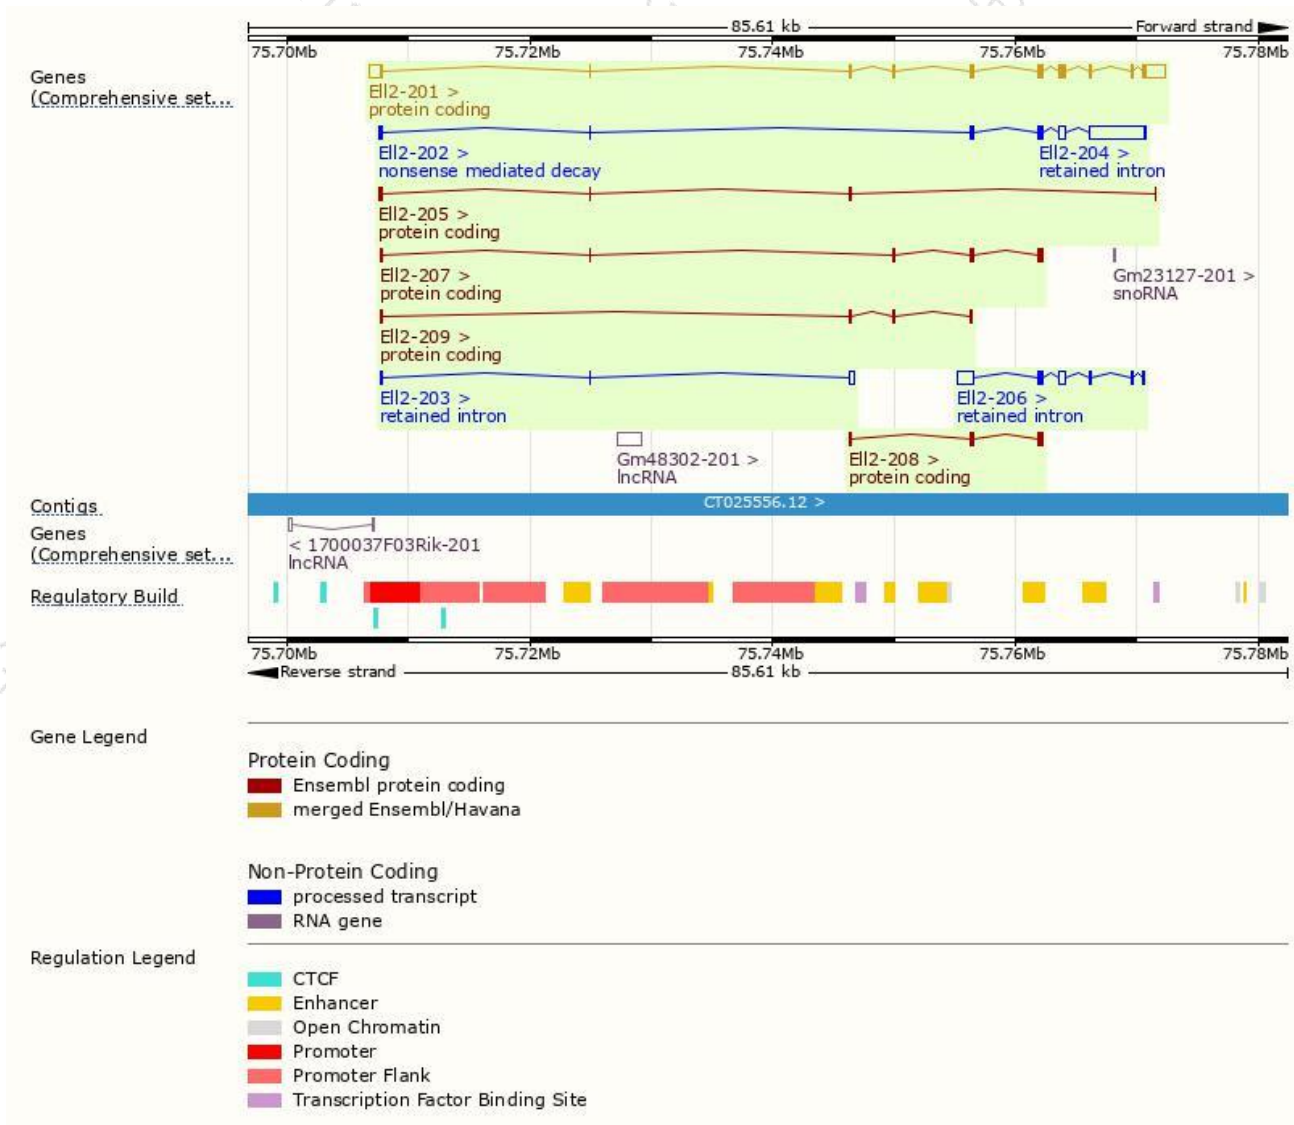 85.61 kb
Forward strand
75.70Mb 75.72Mb 75.74Mb 75.76Mb 75.78Mb
Genes
(Comprehensive set...
Ell2-201 >
protein coding
Ell2-202 > Ell2-204 >
nonsense mediated decay retained intron
Ell2-205 >
protein coding
Ell2-207 > Gm23127-201 >
protein coding snoRNA
Ell2-209 >
protein coding
Ell2-203 > Ell2-206 >
retained intron retained intron
Gm48302-201 > Ell2-208 >
lncRNA protein coding
Contigs CT025556.12 >
Genes
(Comprehensive set...
< 1700037F03Rik-201
lncRNA
Regulatory Build
75.70Mb 75.72Mb 75.74Mb 75.76Mb 75.78Mb
Reverse strand 85.61 kb
Gene Legend
Protein Coding
Ensembl protein coding
merged Ensembl/Havana
Non-Protein Coding
processed transcript
RNA gene
Regulation Legend
CTCF
Enhancer
Open Chromatin
Promoter
Promoter Flank
Transcription Factor Binding Site